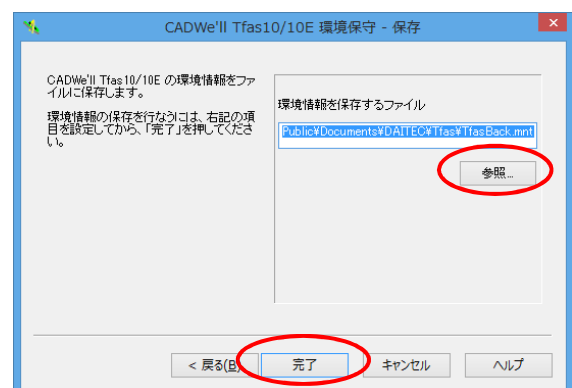 CADWe'll Tfas10/10E 環境保守 - 保存
CADWe'll Tfas10/10E の環境情報をファ
イルに保存します。
環境情報の保存を行なうには、右記の項
目を設定してから、「完了」を押してくださ
い。
環境情報を保存するファイル
Public¥Documents¥DAITEC¥Tfas¥TfasBack.mnt
参照...
< 戻る(B)
完了
キャンセル
ヘルプ